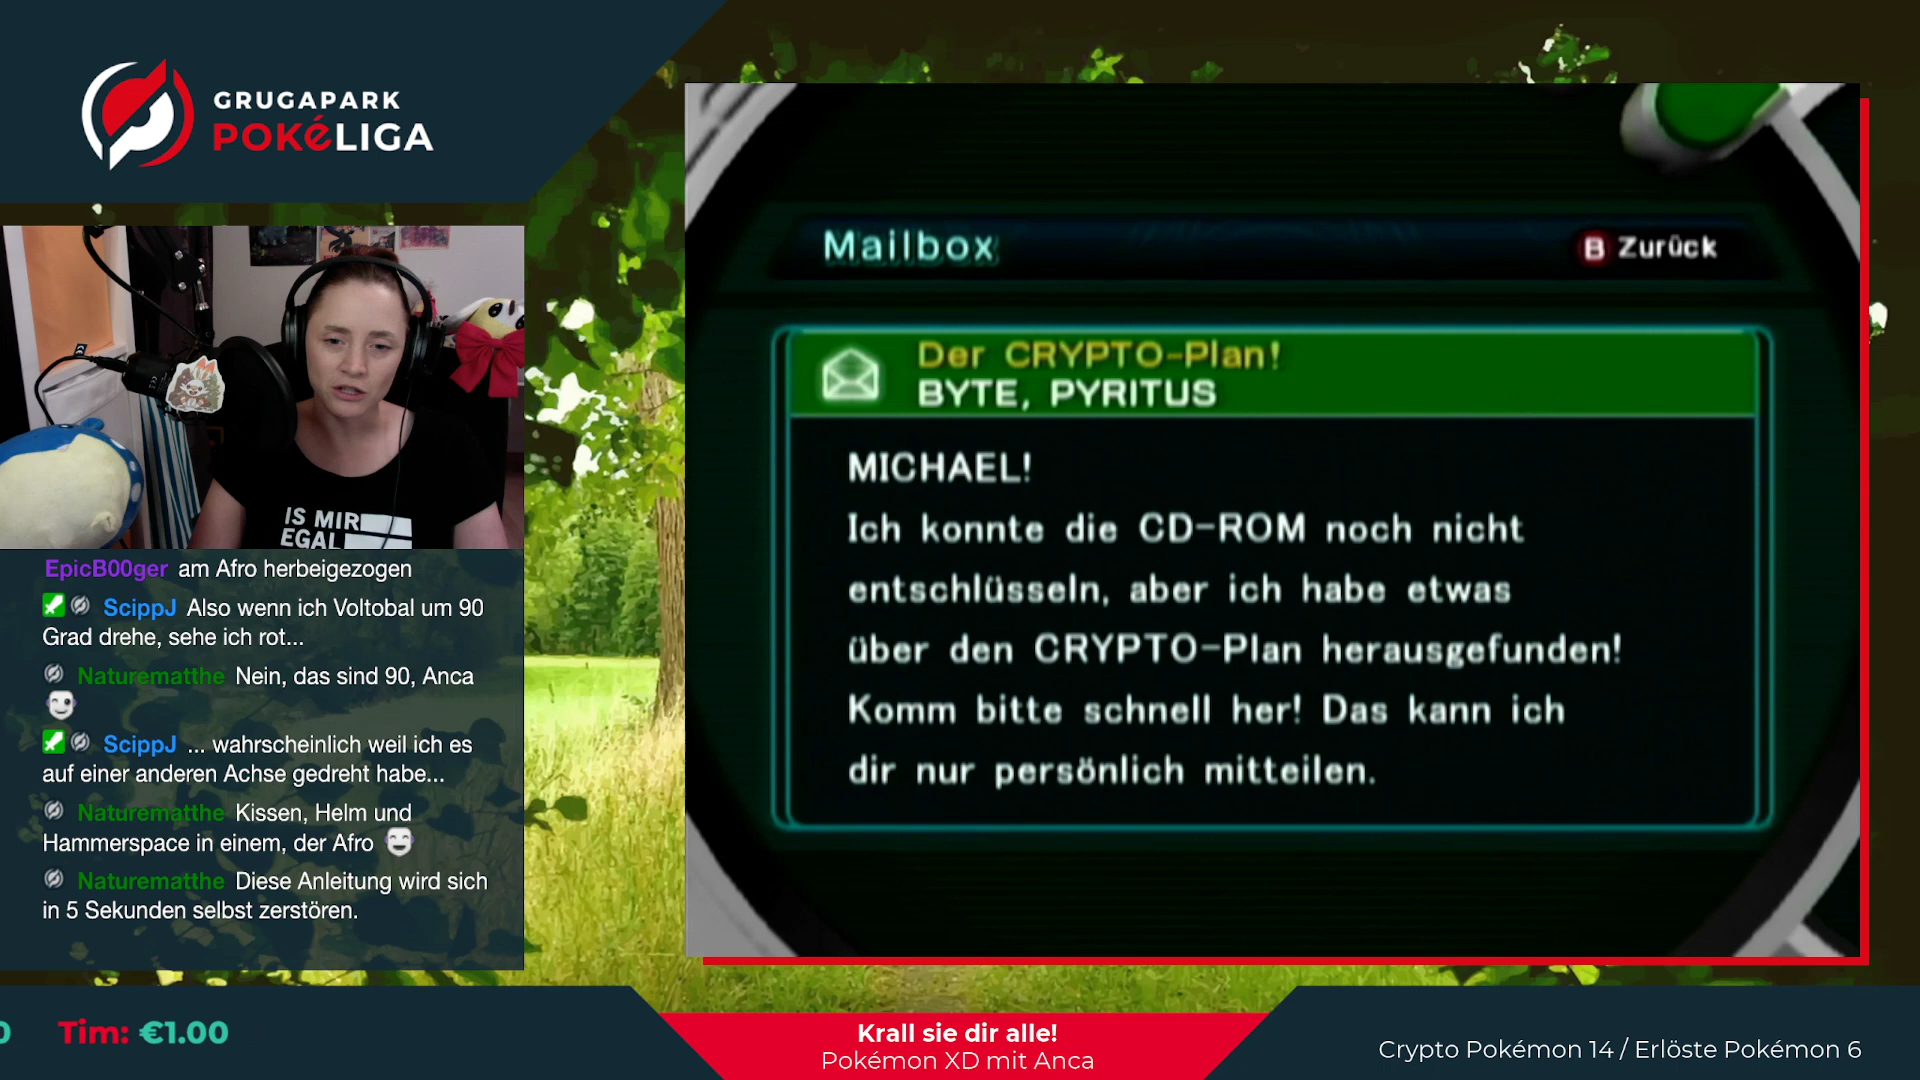 GRUGAPARK
POKéLIGA
IS MIR
EGAL
EpicB00ger am Afro herbeigezogen
ScippJ Also wenn ich Voltobal um 90
Grad drehe, sehe ich rot...
Naturematthe Nein, das sind 90, Anca
ScippJ ... wahrscheinlich weil ich es
auf einer anderen Achse gedreht habe...
Naturematthe Kissen, Helm und
Hammerspace in einem, der Afro
Naturematthe Diese Anleitung wird sich
in 5 Sekunden selbst zerstören.
Mailbox
B Zurück
Der CRYPTO-Plan!
BYTE, PYRITUS
MICHAEL!
Ich konnte die CD-ROM noch nicht
entschlüsseln, aber ich habe etwas
über den CRYPTO-Plan herausgefunden!
Komm bitte schnell her! Das kann ich
dir nur persönlich mitteilen.
0 Tim: €1.00
Krall sie dir alle!
Pokémon XD mit Anca
Crypto Pokémon 14 / Erlöste Pokémon 6